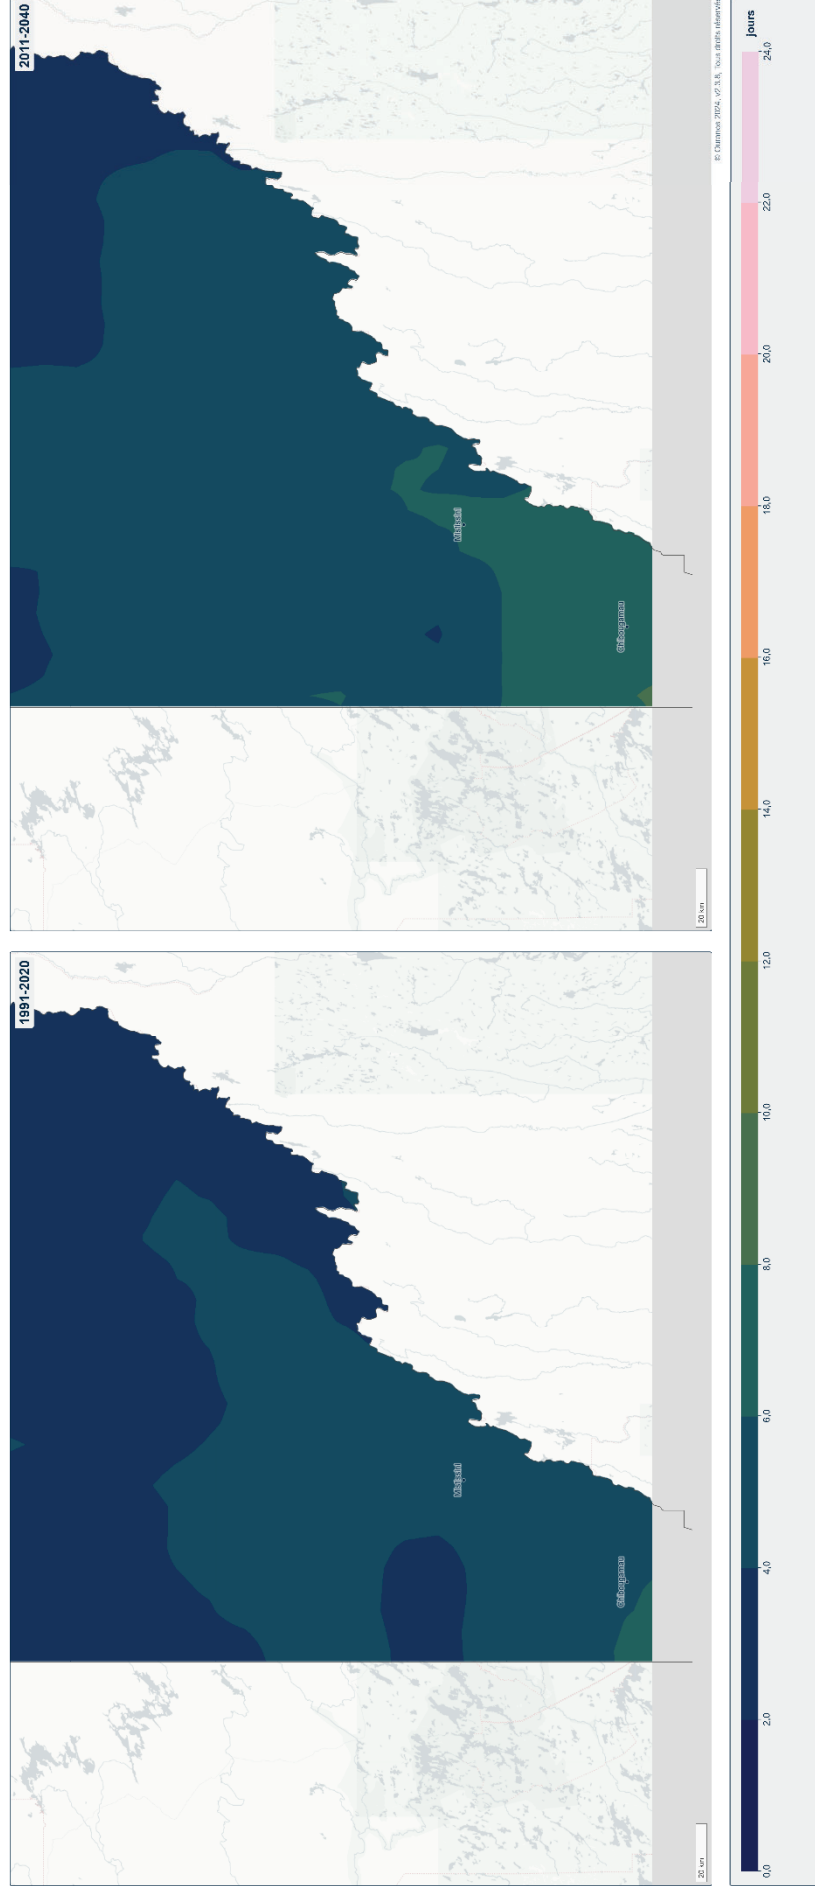 1991-2020
Mistissini
Chibougamau
20 km
2011-2040
Mistissini
Chibougamau
20 km
© Ouranos 2024, v2.3.8, Tous droits réservés
0,0
2,0
4,0
6,0
8,0
10,0
12,0
14,0
16,0
18,0
20,0
22,0
24,0
jours